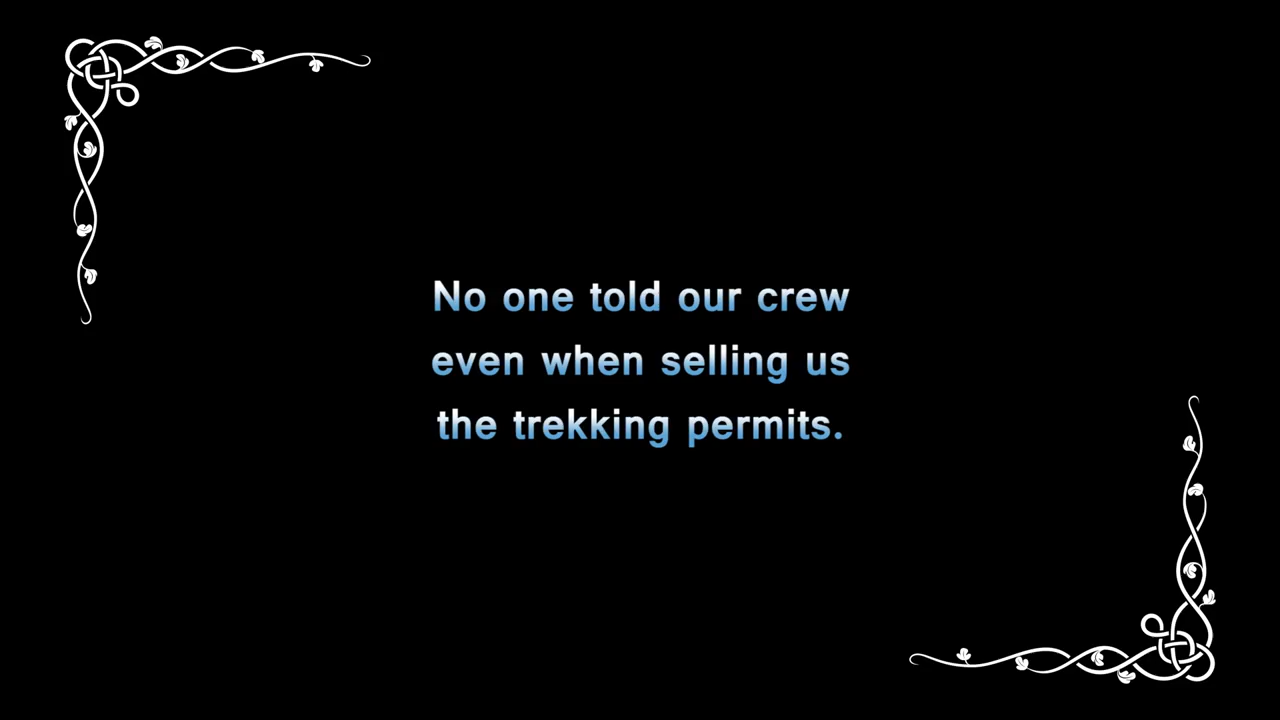 No one told our crew
even when selling us
the trekking permits.